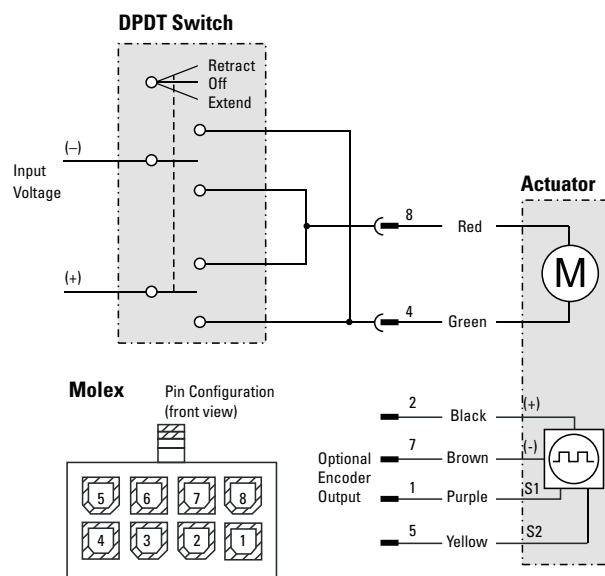 DPDT Switch
Retract
Off
Extend
(–)
Input
Voltage
(+)
Actuator
8
Red
M
4
Green
Molex
Pin Configuration
(front view)
5 6 7 8
4 3 2 1
Optional
Encoder
Output
2
Black
(+)
7
Brown
(-)
1
Purple
S1
5
Yellow
S2